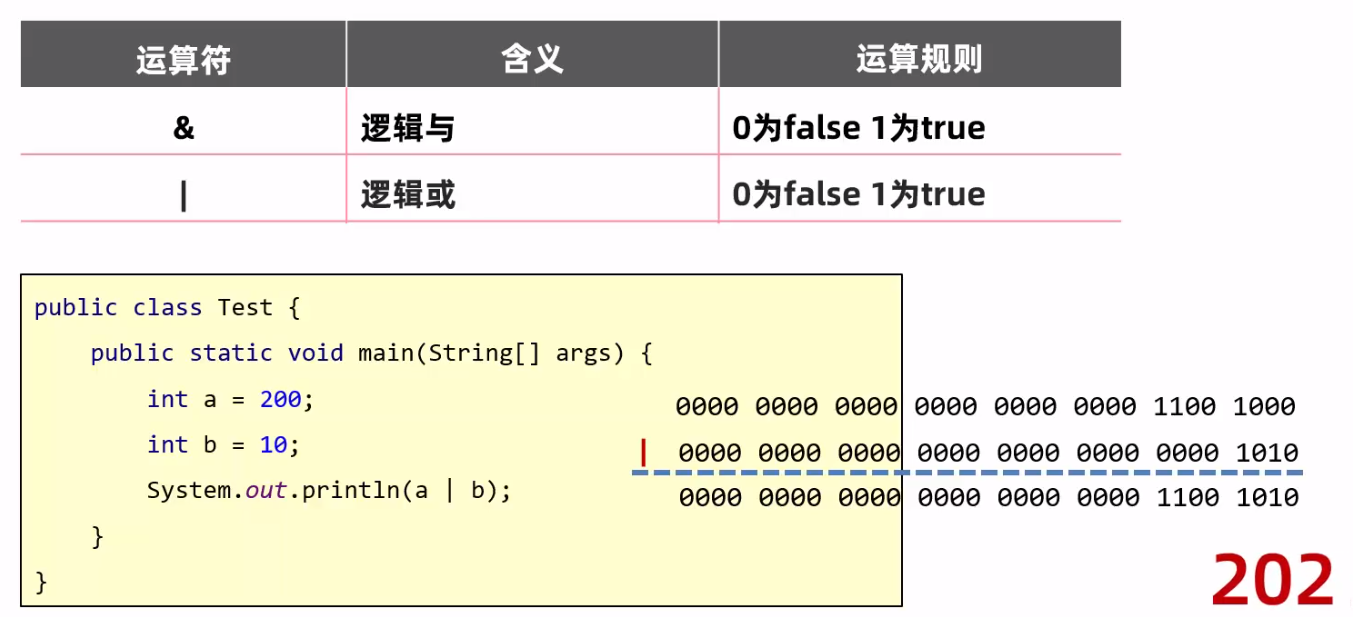 运算符 含义 运算规则
& 逻辑与 0为false 1为true
| 逻辑或 0为false 1为true
public class Test {
public static void main(String[] args) {
int a = 200;
int b = 10;
System.out.println(a | b);
}
}
0000 0000 0000 0000 0000 0000 1100 1000
| 0000 0000 0000 0000 0000 0000 0000 1010
0000 0000 0000 0000 0000 0000 1100 1010
202